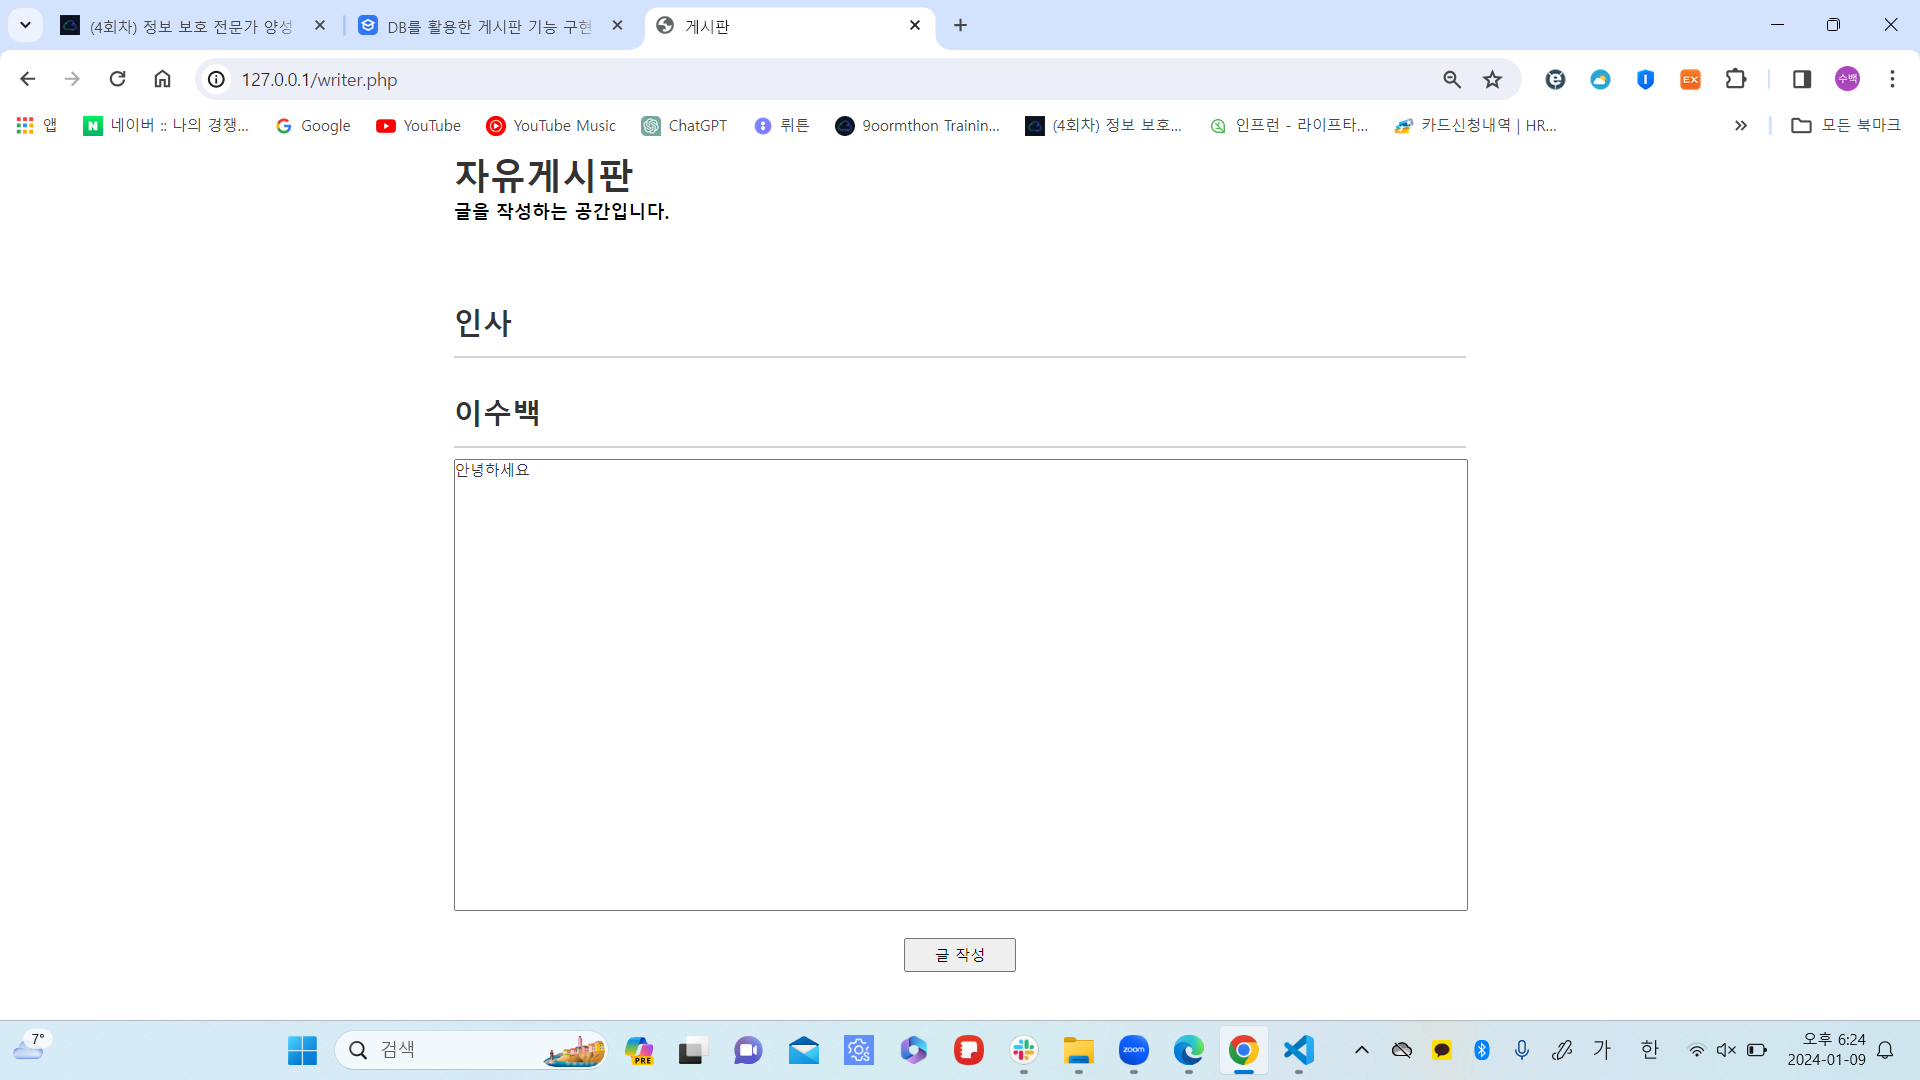 (4회차) 정보 보호 전문가 양성
DB를 활용한 게시판 기능 구현
게시판
127.0.0.1/writer.php
수백
앱
네이버 :: 나의 경쟁...
Google
YouTube
YouTube Music
ChatGPT
뤼튼
9oormthon Trainin...
(4회차) 정보 보호...
인프런 - 라이프타...
카드신청내역 | HR...
모든 북마크
자유게시판
글을 작성하는 공간입니다.
인사
이수백
안녕하세요
글 작성
7°
검색
PRE
zoom
가
한
오후 6:24
2024-01-09